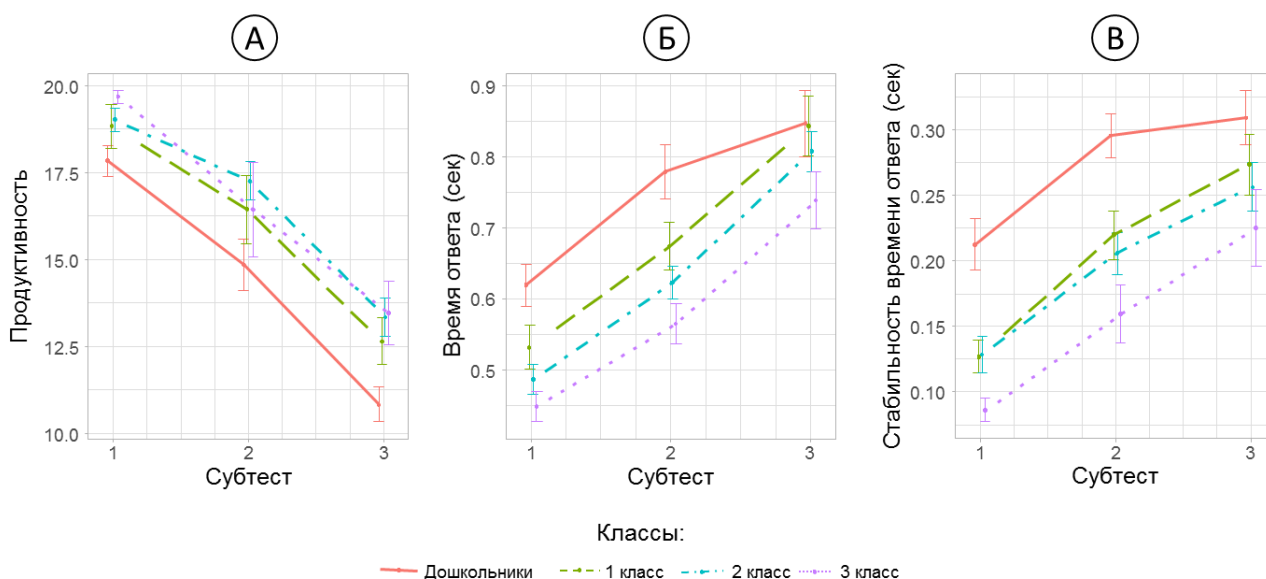 А
Б
В
Продуктивность
20.0
17.5
15.0
12.5
10.0
1 2 3
Субтест
Время ответа (сек)
0.9
0.8
0.7
0.6
0.5
1 2 3
Субтест
Стабильность времени ответа (сек)
0.30
0.25
0.20
0.15
0.10
1 2 3
Субтест
Классы:
Дошкольники 1 класс 2 класс 3 класс